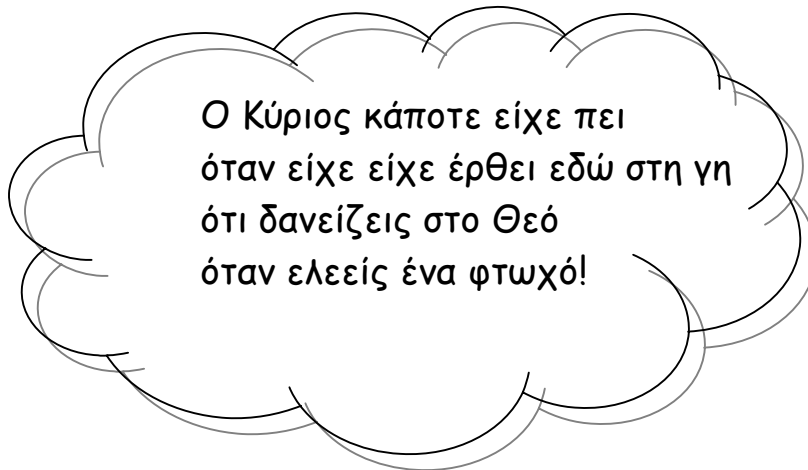 Ο Κύριος κάποτε είχε πει
όταν είχε είχε έρθει εδώ στη γη
ότι δανείζεις στο Θεό
όταν ελεείς ένα φτωχό!